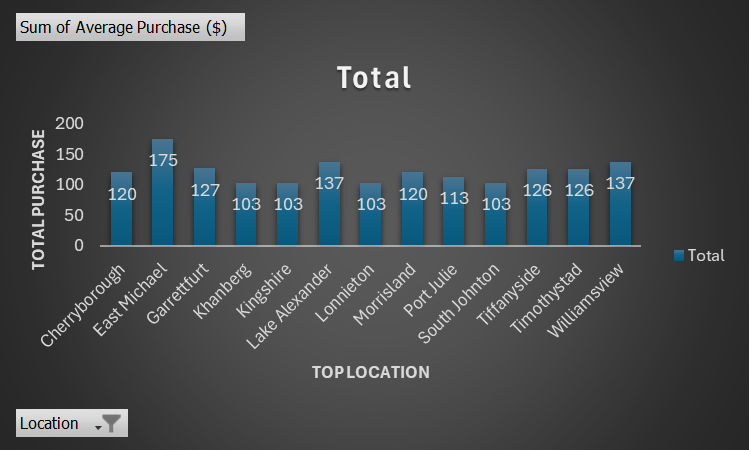 Sum of Average Purchase ($)
Total
TOTAL PURCHASE
200
150
100
50
0
120
175
127
103
103
137
103
120
113
103
126
126
137
Cherryborough
East Michael
Garrettfurt
Khanberg
Kingshire
Lake Alexander
Lonnieton
Morrisland
Port Julie
South Johnton
Tiffanyside
Timothystad
Williamsview
Total
TOP LOCATION
Location